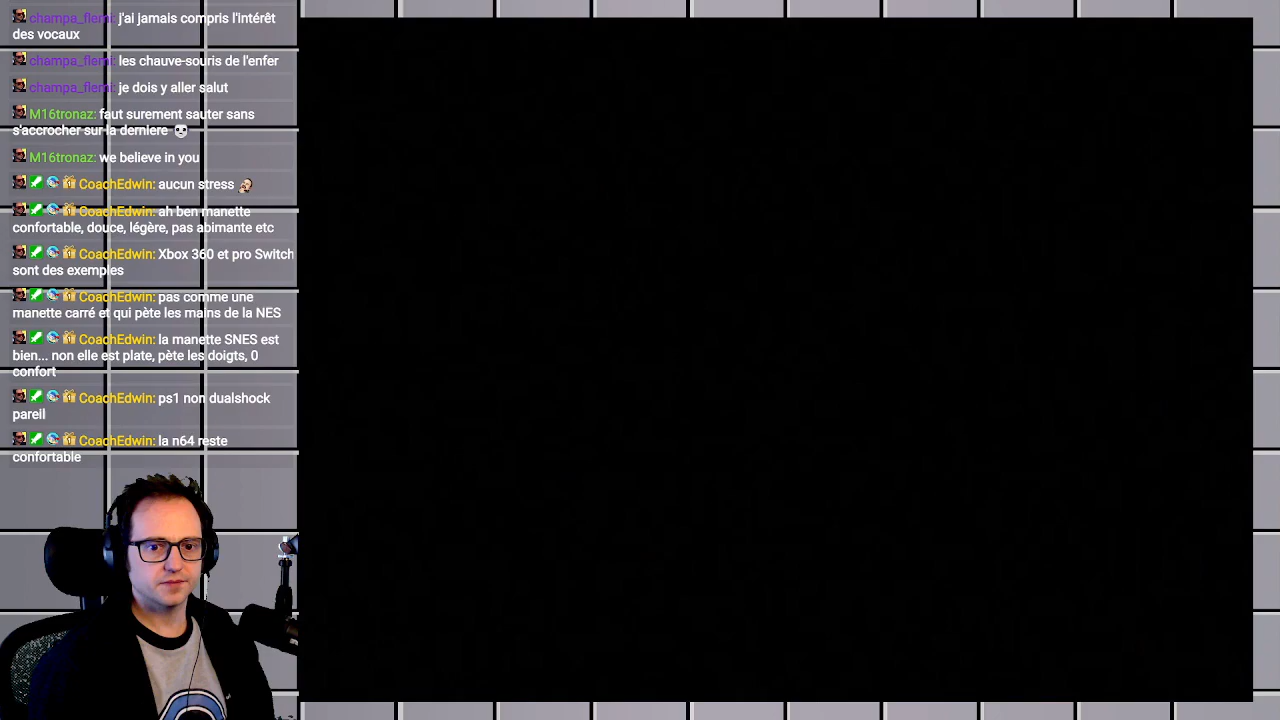 champa_flemi: j'ai jamais compris l'intérêt
des vocaux
champa_flemi: les chauve-souris de l'enfer
champa_flemi: je dois y aller salut
M16tronaz: faut surement sauter sans
s'accrocher sur la derniere
M16tronaz: we believe in you
CoachEdwin: aucun stress
CoachEdwin: ah ben manette
confortable, douce, légère, pas abimante etc
CoachEdwin: Xbox 360 et pro Switch
sont des exemples
CoachEdwin: pas comme une
manette carré et qui pète les mains de la NES
CoachEdwin: la manette SNES est
bien... non elle est plate, pète les doigts, 0
confort
CoachEdwin: ps1 non dualshock
pareil
CoachEdwin: la n64 reste
confortable